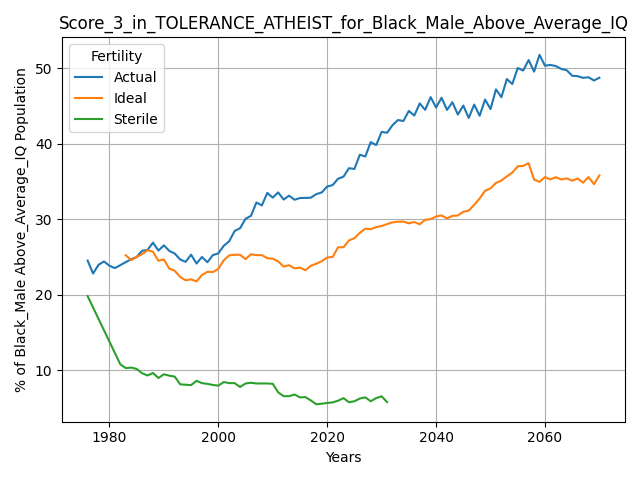 Score_3_in_TOLERANCE_ATHEIST_for_Black_Male_Above_Average_IQ
Fertility
Actual
Ideal
Sterile
% of Black_Male Above_Average_IQ Population
50
40
30
20
10
1980
2000
2020
2040
2060
Years